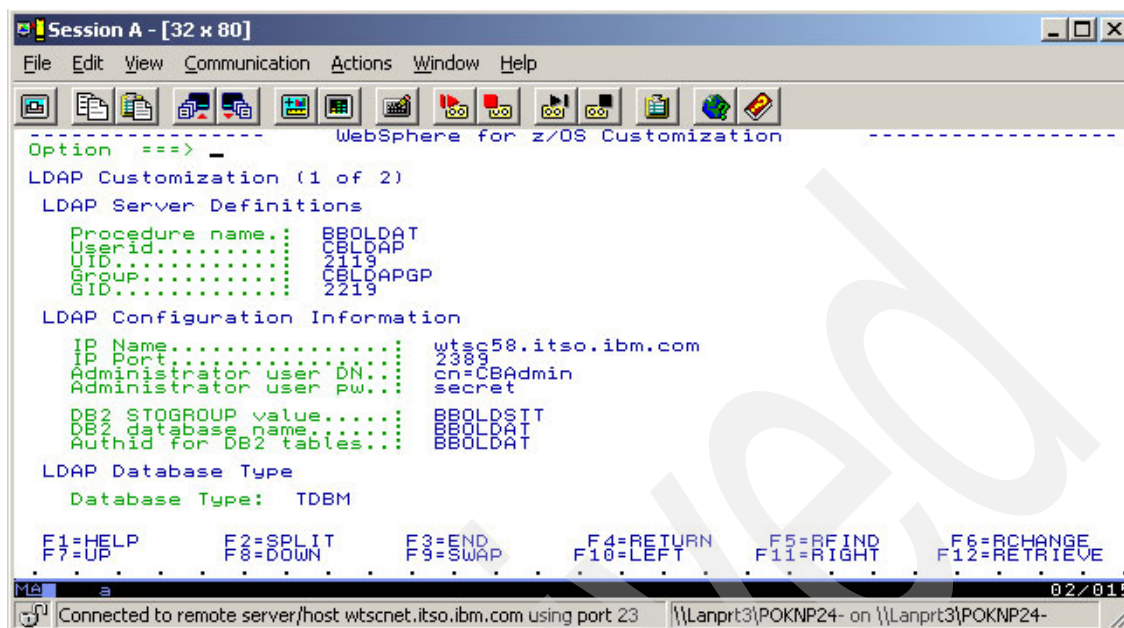 Session A - [32 x 80]
File Edit View Communication Actions Window Help
------------------ WebSphere for z/OS Customization ------------------
Option ===> _
LDAP Customization (1 of 2)
LDAP Server Definitions
Procedure name.: BBOLDAT
Userid.........: CBLDAP
UID............: 2119
Group..........: CBLDAPGP
GID............: 2219
LDAP Configuration Information
IP Name................: wtsc58.itso.ibm.com
IP Port................: 2389
Administrator user DN..: cn=CBAdmin
Administrator user pw..: secret
DB2 STOGROUP value.....: BBOLDSTT
DB2 database name......: BBOLDAT
Authid for DB2 tables..: BBOLDAT
LDAP Database Type
Database Type: TDBM
F1=HELP F2=SPLIT F3=END F4=RETURN F5=RFIND F6=RCHANGE
F7=UP F8=DOWN F9=SWAP F10=LEFT F11=RIGHT F12=RETRIEVE
MA a 02/015
Connected to remote server/host wtscnet.itso.ibm.com using port 23 \\Lanprt3\POKNP24- on \\Lanprt3\POKNP24-